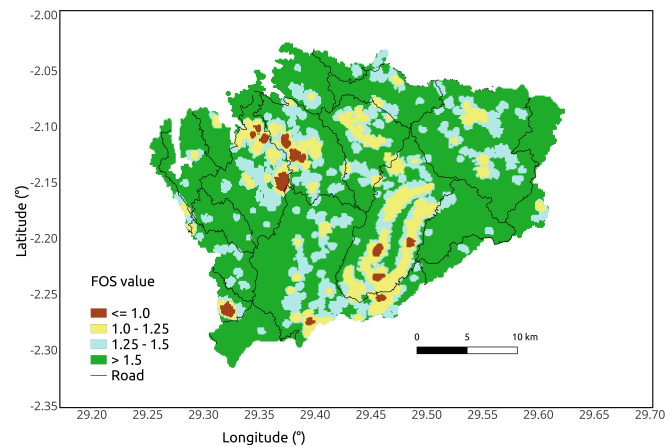 -2.00
-2.05
-2.10
-2.15
-2.20
-2.25
-2.30
-2.35
Latitude (°)
FOS value
<= 1.0
1.0 - 1.25
1.25 - 1.5
> 1.5
Road
0 5 10 km
29.20 29.25 29.30 29.35 29.40 29.45 29.50 29.55 29.60 29.65 29.70
Longitude (°)